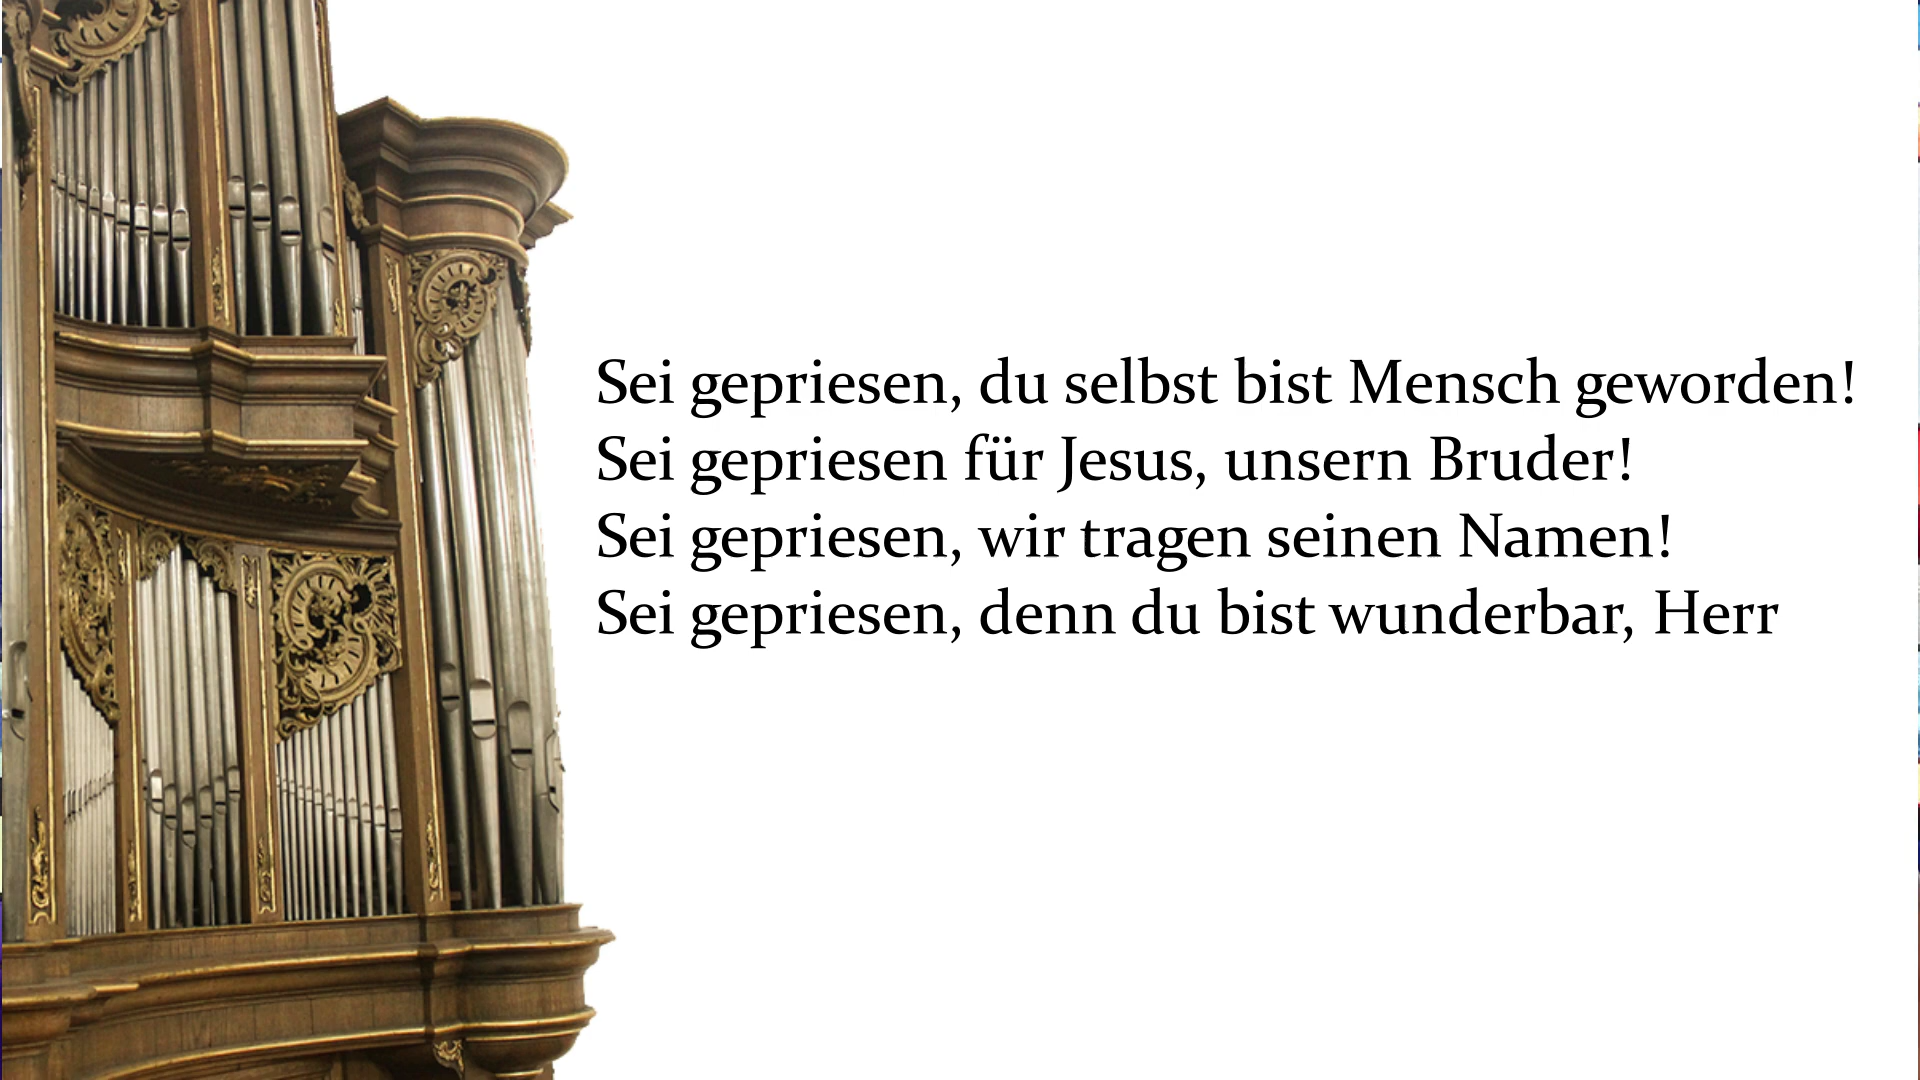 Sei gepriesen, du selbst bist Mensch geworden!
Sei gepriesen für Jesus, unsern Bruder!
Sei gepriesen, wir tragen seinen Namen!
Sei gepriesen, denn du bist wunderbar, Herr